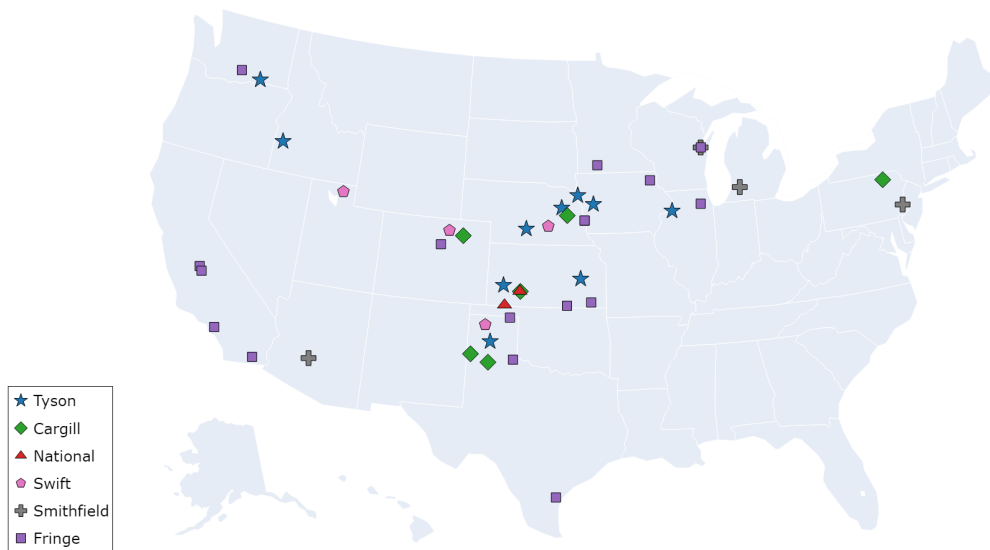 Tyson
Cargill
National
Swift
Smithfield
Fringe